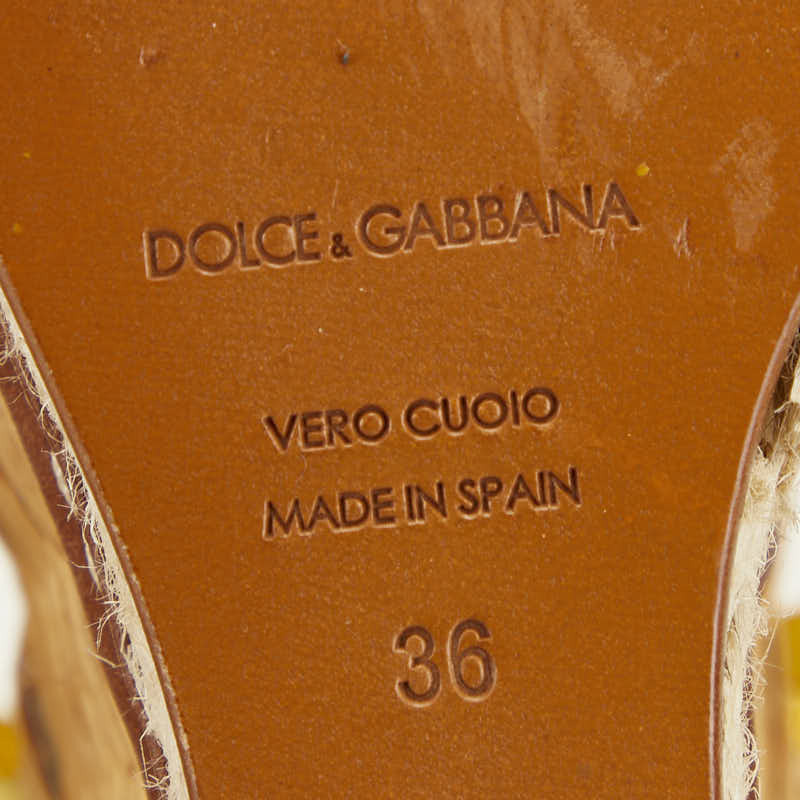 DOLCE & GABBANA
VERO CUOIO
MADE IN SPAIN
36